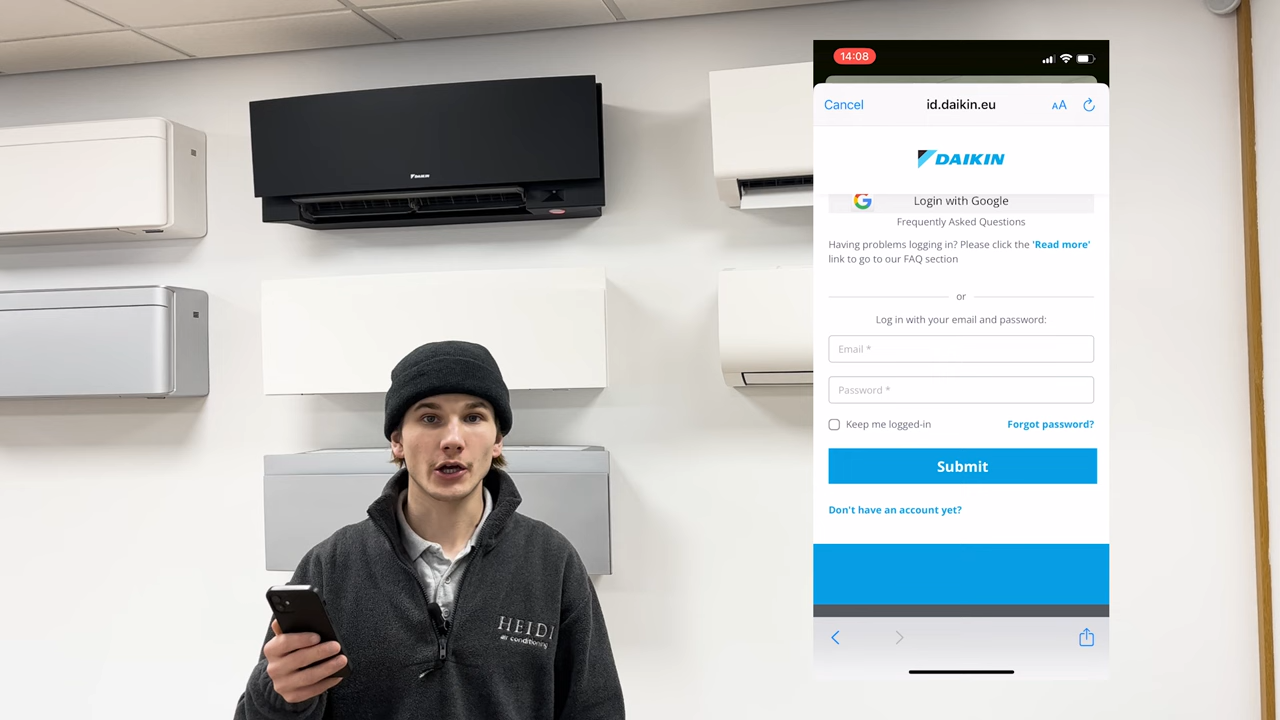 DAIKIN
HEIDI
air conditioning
14:08
Cancel
id.daikin.eu
AA
DAIKIN
Login with Google
Frequently Asked Questions
Having problems logging in? Please click the 'Read more'
link to go to our FAQ section
or
Log in with your email and password:
Email *
Password *
Keep me logged-in
Forgot password?
Submit
Don't have an account yet?